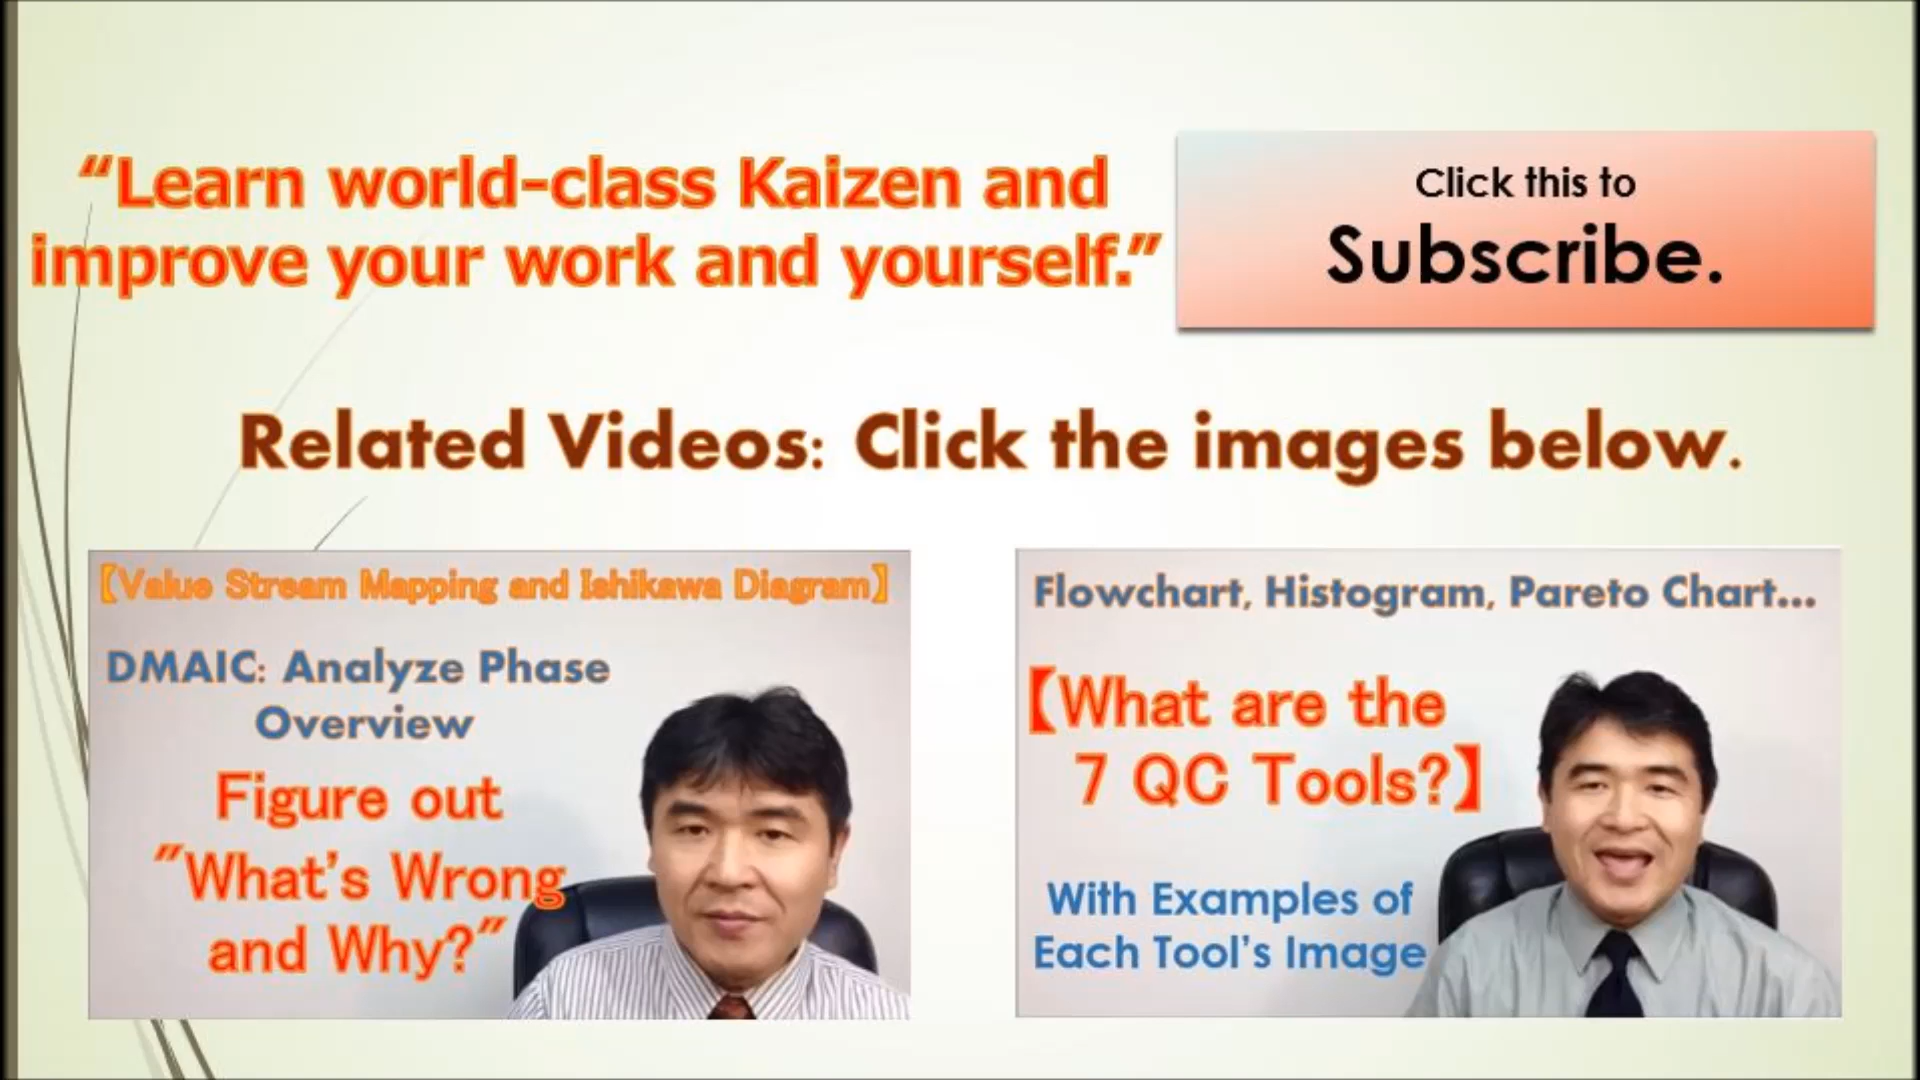 “Learn world-class Kaizen and
improve your work and yourself.”
Click this to
Subscribe.
Related Videos: Click the images below.
【Value Stream Mapping and Ishikawa Diagram】
DMAIC: Analyze Phase
Overview
Figure out
"What's Wrong
and Why?"
Flowchart, Histogram, Pareto Chart...
【What are the
7 QC Tools?】
With Examples of
Each Tool's Image